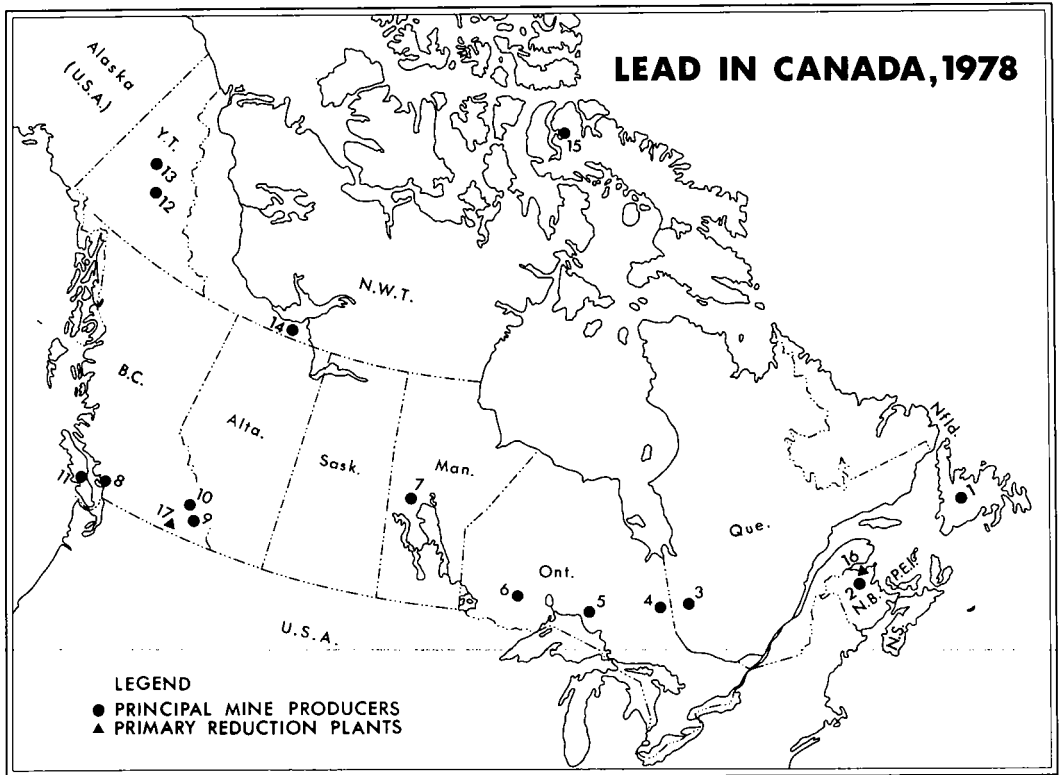 LEAD IN CANADA, 1978
Alaska
(U.S.A.)
Y.T.
13
12
15
N.W.T.
14
B.C.
Alta.
Sask.
Man.
Nfld.
11
8
10
17
9
7
1
Que.
Ont.
6
5
4
3
16
2
N.B.
P.E.I.
N.S.
U.S.A.
LEGEND
PRINCIPAL MINE PRODUCERS
PRIMARY REDUCTION PLANTS